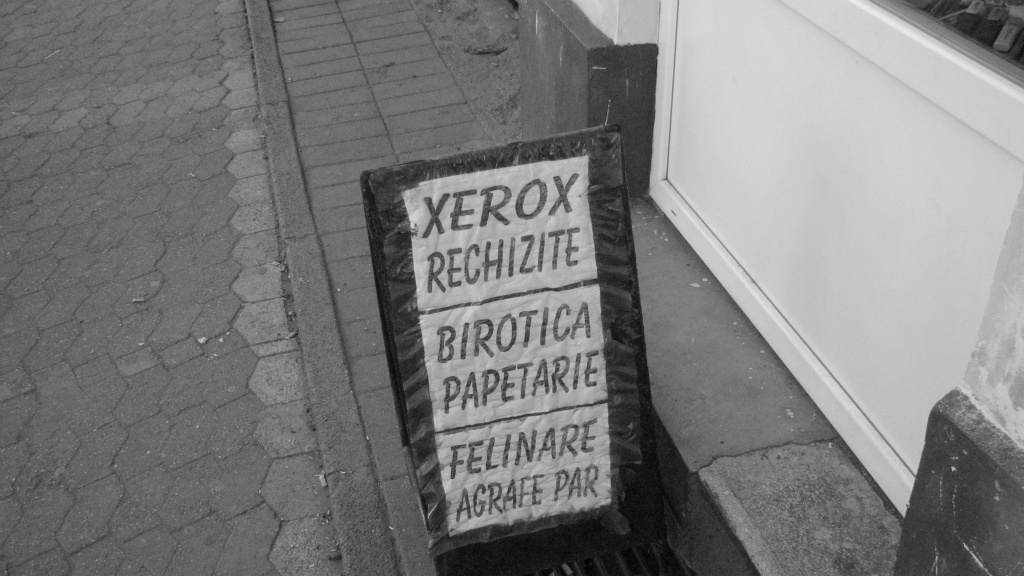 XEROX
RECHIZITE
BIROTICA
PAPETARIE
FELINARE
AGRAFE PAR